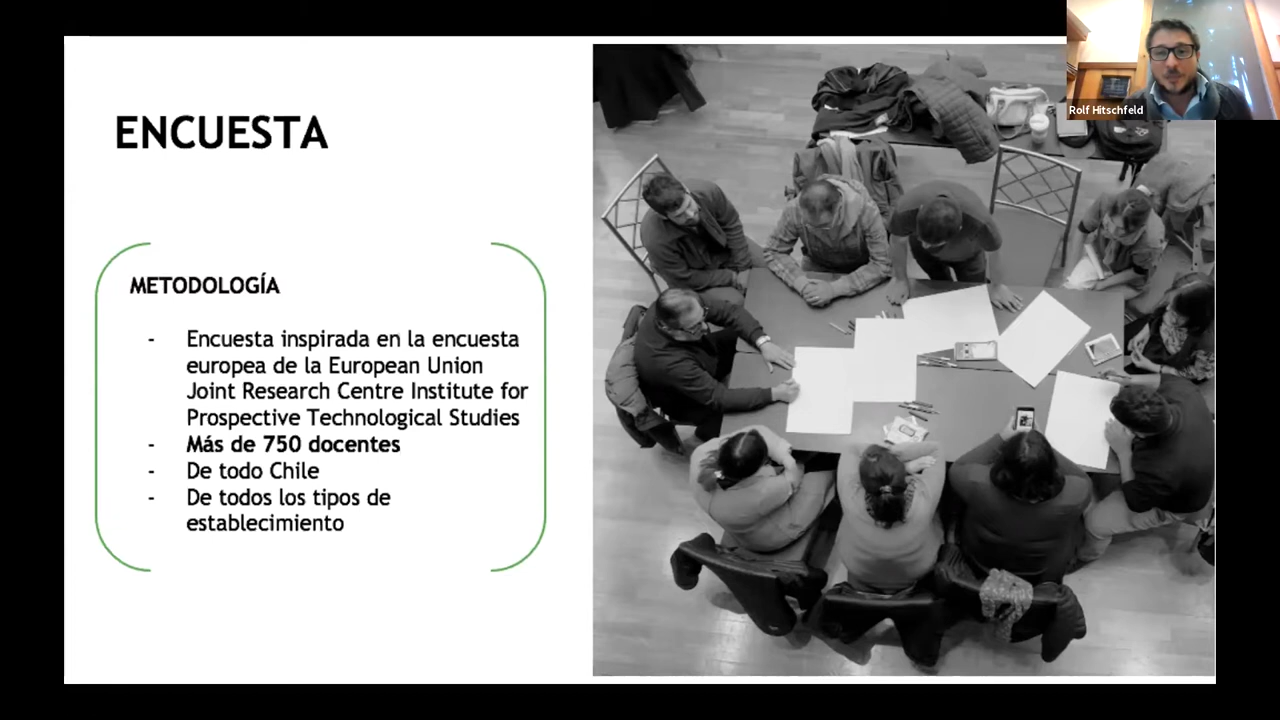 ENCUESTA
METODOLOGÍA
- Encuesta inspirada en la encuesta
europea de la European Union
Joint Research Centre Institute for
Prospective Technological Studies
- Más de 750 docentes
- De todo Chile
- De todos los tipos de
establecimiento
Rolf Hitschfeld